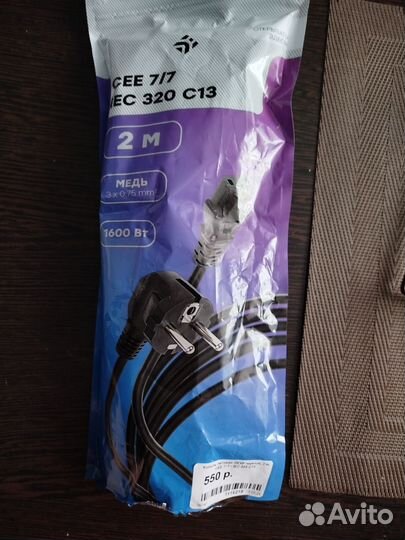 CEE 7/7
IEC 320 C13
2 м
МЕДЬ
3 x 0.75 mm²
1600 Вт
550 р.
Avito